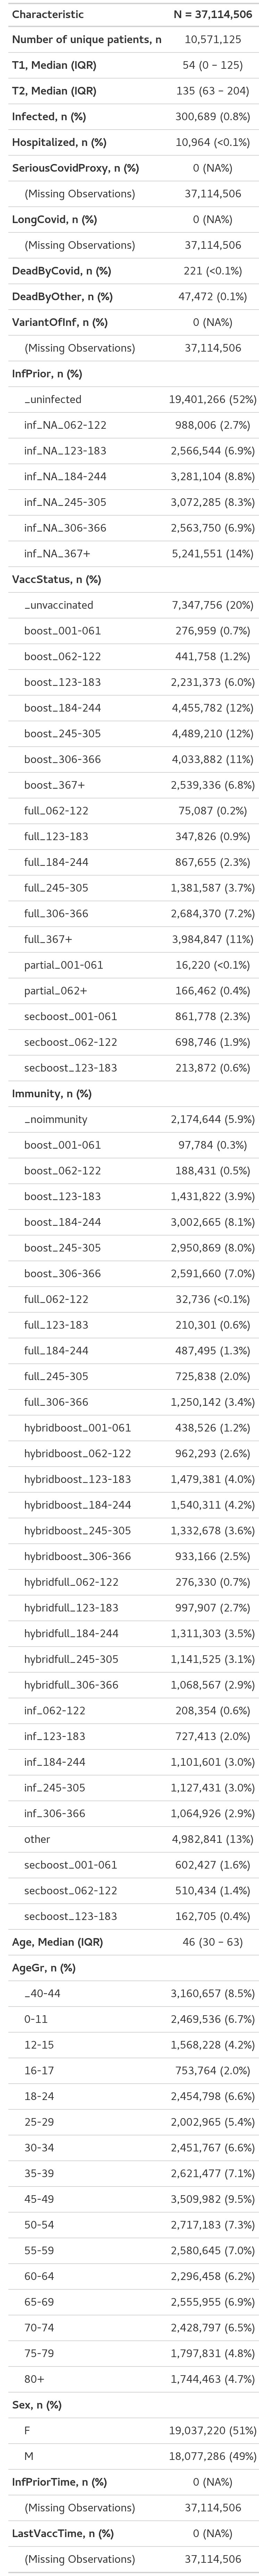 Characteristic N = 37,114,506
Number of unique patients, n 10,571,125
T1, Median (IQR) 54 (0 – 125)
T2, Median (IQR) 135 (63 – 204)
Infected, n (%) 300,689 (0.8%)
Hospitalized, n (%) 10,964 (<0.1%)
SeriousCovidProxy, n (%) 0 (NA%)
(Missing Observations) 37,114,506
LongCovid, n (%) 0 (NA%)
(Missing Observations) 37,114,506
DeadByCovid, n (%) 221 (<0.1%)
DeadByOther, n (%) 47,472 (0.1%)
VariantOfInf, n (%) 0 (NA%)
(Missing Observations) 37,114,506
InfPrior, n (%)
_uninfected 19,401,266 (52%)
inf_NA_062-122 988,006 (2.7%)
inf_NA_123-183 2,566,544 (6.9%)
inf_NA_184-244 3,281,104 (8.8%)
inf_NA_245-305 3,072,285 (8.3%)
inf_NA_306-366 2,563,750 (6.9%)
inf_NA_367+ 5,241,551 (14%)
VaccStatus, n (%)
_unvaccinated 7,347,756 (20%)
boost_001-061 276,959 (0.7%)
boost_062-122 441,758 (1.2%)
boost_123-183 2,231,373 (6.0%)
boost_184-244 4,455,782 (12%)
boost_245-305 4,489,210 (12%)
boost_306-366 4,033,882 (11%)
boost_367+ 2,539,336 (6.8%)
full_062-122 75,087 (0.2%)
full_123-183 347,826 (0.9%)
full_184-244 867,655 (2.3%)
full_245-305 1,381,587 (3.7%)
full_306-366 2,684,370 (7.2%)
full_367+ 3,984,847 (11%)
partial_001-061 16,220 (<0.1%)
partial_062+ 166,462 (0.4%)
secboost_001-061 861,778 (2.3%)
secboost_062-122 698,746 (1.9%)
secboost_123-183 213,872 (0.6%)
Immunity, n (%)
_noimmunity 2,174,644 (5.9%)
boost_001-061 97,784 (0.3%)
boost_062-122 188,431 (0.5%)
boost_123-183 1,431,822 (3.9%)
boost_184-244 3,002,665 (8.1%)
boost_245-305 2,950,869 (8.0%)
boost_306-366 2,591,660 (7.0%)
full_062-122 32,736 (<0.1%)
full_123-183 210,301 (0.6%)
full_184-244 487,495 (1.3%)
full_245-305 725,838 (2.0%)
full_306-366 1,250,142 (3.4%)
hybridboost_001-061 438,526 (1.2%)
hybridboost_062-122 962,293 (2.6%)
hybridboost_123-183 1,479,381 (4.0%)
hybridboost_184-244 1,540,311 (4.2%)
hybridboost_245-305 1,332,678 (3.6%)
hybridboost_306-366 933,166 (2.5%)
hybridfull_062-122 276,330 (0.7%)
hybridfull_123-183 997,907 (2.7%)
hybridfull_184-244 1,311,303 (3.5%)
hybridfull_245-305 1,141,525 (3.1%)
hybridfull_306-366 1,068,567 (2.9%)
inf_062-122 208,354 (0.6%)
inf_123-183 727,413 (2.0%)
inf_184-244 1,101,601 (3.0%)
inf_245-305 1,127,431 (3.0%)
inf_306-366 1,064,926 (2.9%)
other 4,982,841 (13%)
secboost_001-061 602,427 (1.6%)
secboost_062-122 510,434 (1.4%)
secboost_123-183 162,705 (0.4%)
Age, Median (IQR) 46 (30 – 63)
AgeGr, n (%)
_40-44 3,160,657 (8.5%)
0-11 2,469,536 (6.7%)
12-15 1,568,228 (4.2%)
16-17 753,764 (2.0%)
18-24 2,454,798 (6.6%)
25-29 2,002,965 (5.4%)
30-34 2,451,767 (6.6%)
35-39 2,621,477 (7.1%)
45-49 3,509,982 (9.5%)
50-54 2,717,183 (7.3%)
55-59 2,580,645 (7.0%)
60-64 2,296,458 (6.2%)
65-69 2,555,955 (6.9%)
70-74 2,428,797 (6.5%)
75-79 1,797,831 (4.8%)
80+ 1,744,463 (4.7%)
Sex, n (%)
F 19,037,220 (51%)
M 18,077,286 (49%)
InfPriorTime, n (%) 0 (NA%)
(Missing Observations) 37,114,506
LastVaccTime, n (%) 0 (NA%)
(Missing Observations) 37,114,506